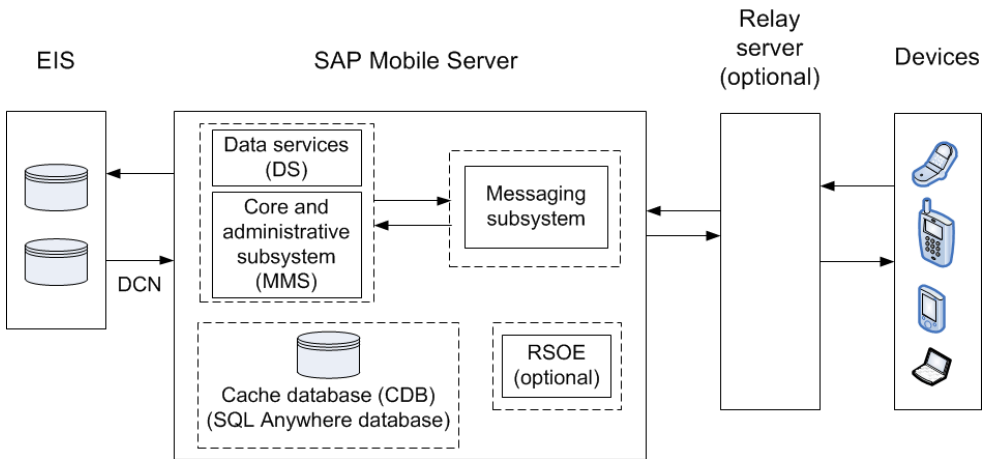 EIS
SAP Mobile Server
Relay
server
(optional)
Devices
Data services
(DS)
Core and
administrative
subsystem
(MMS)
Messaging
subsystem
DCN
Cache database (CDB)
(SQL Anywhere database)
RSOE
(optional)